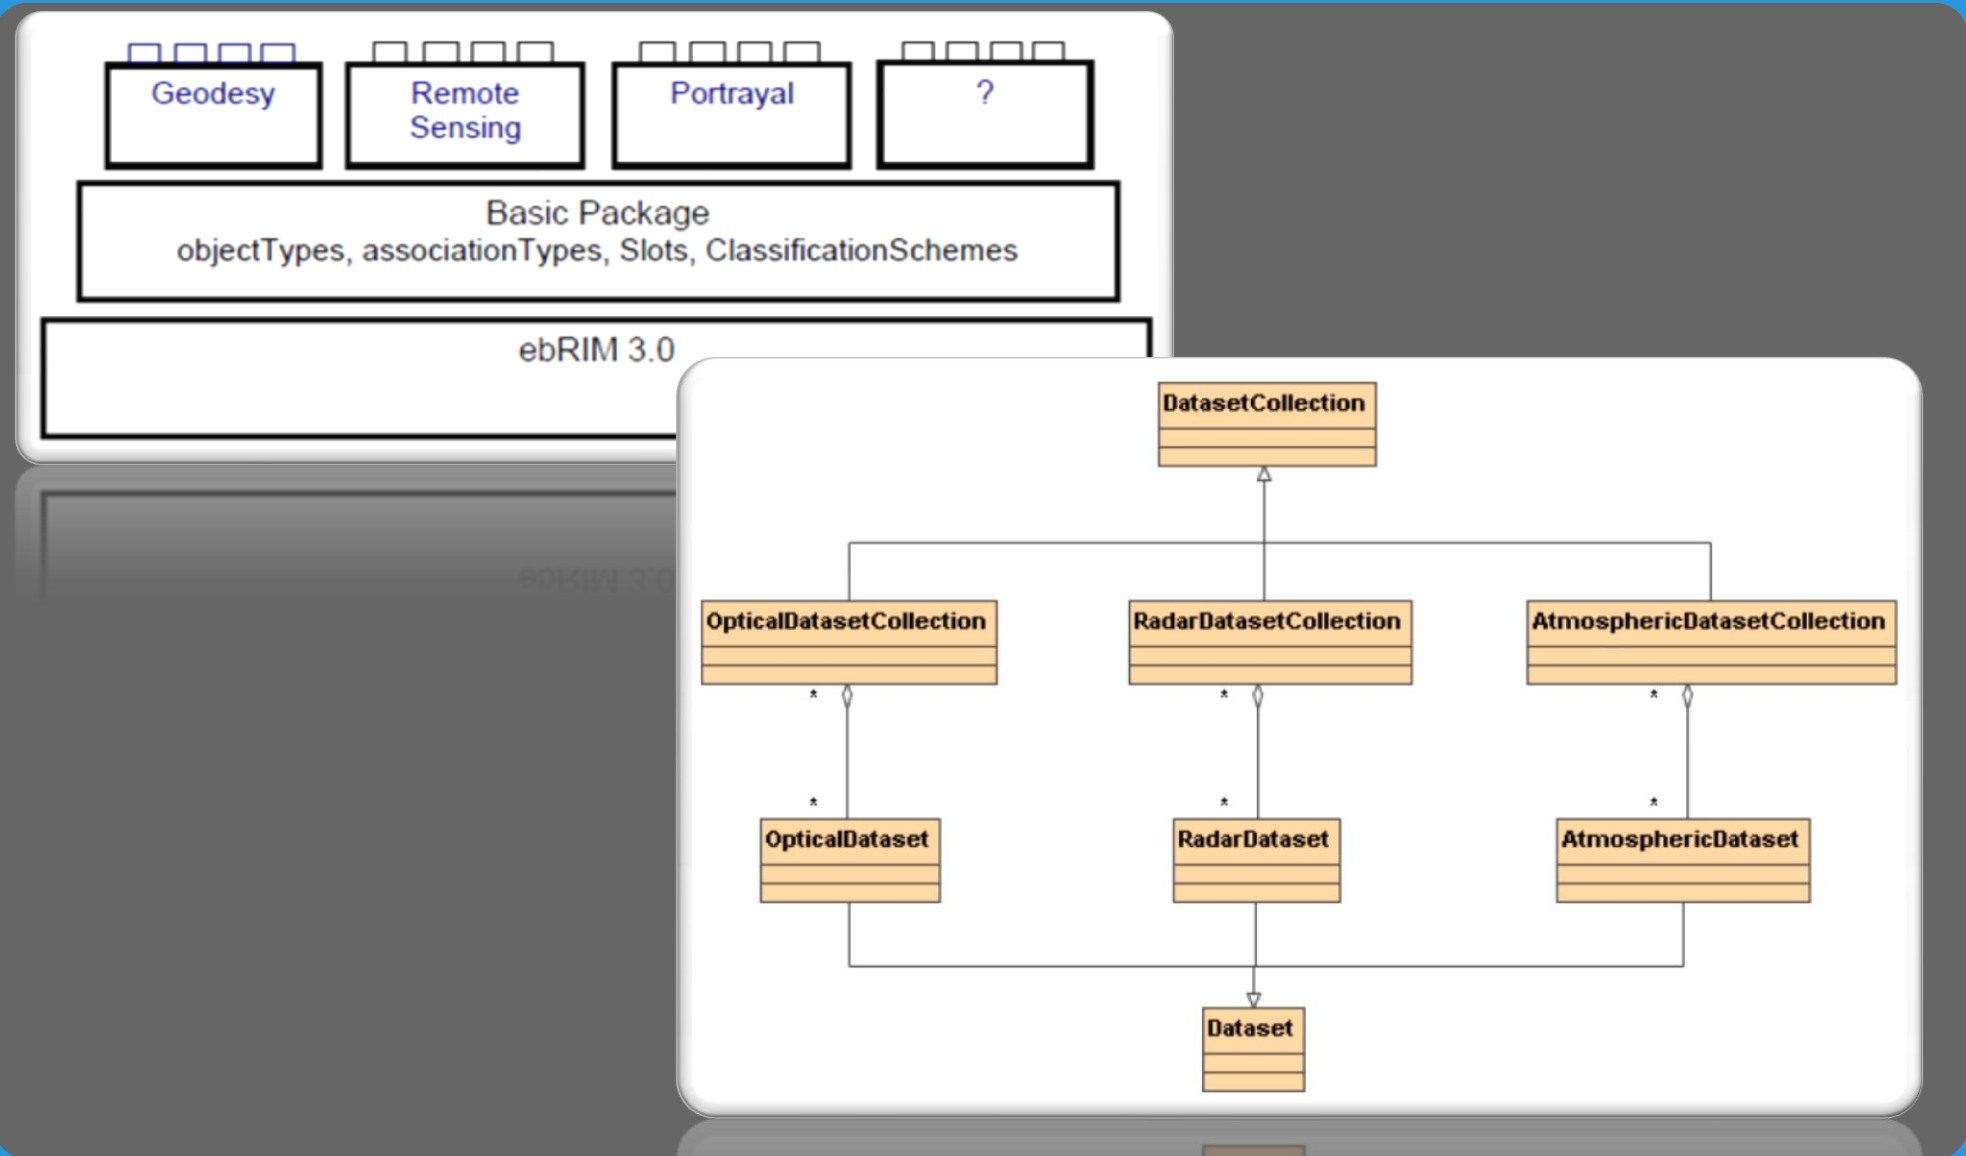 Geodesy
Remote
Sensing
Portrayal
?
Basic Package
objectTypes, associationTypes, Slots, ClassificationSchemes
ebRIM 3.0
DatasetCollection
OpticalDatasetCollection
RadarDatasetCollection
AtmosphericDatasetCollection
* * *
* * *
OpticalDataset
RadarDataset
AtmosphericDataset
Dataset